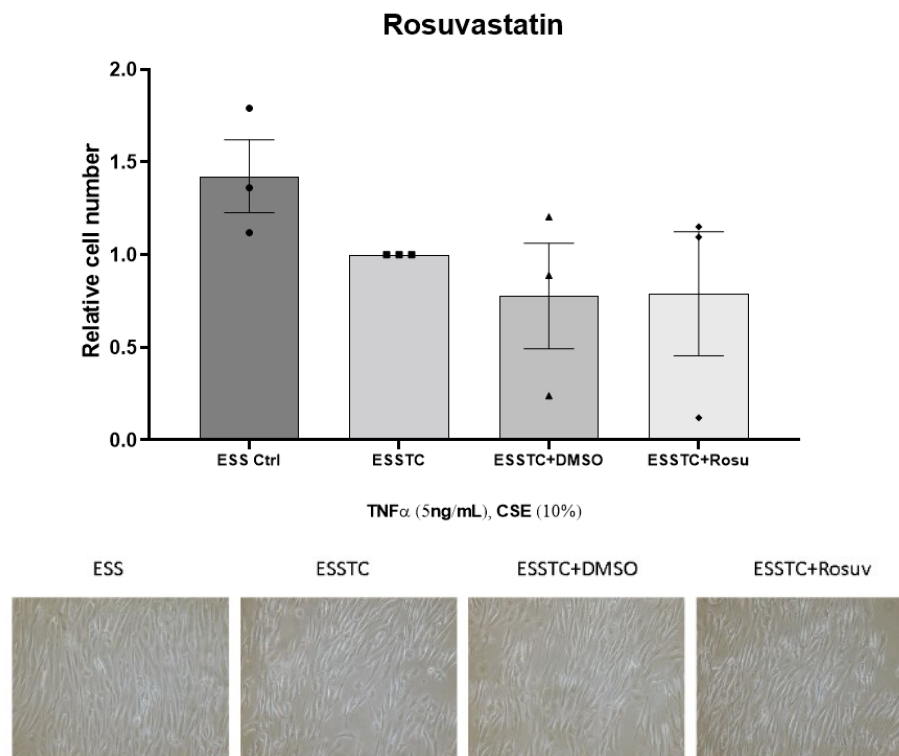 Rosuvastatin
Relative cell number
2.0
1.5
1.0
0.5
0.0
ESS Ctrl ESSTC ESSTC+DMSO ESSTC+Rosu
TNFα (5ng/mL), CSE (10%)
ESS ESSTC ESSTC+DMSO ESSTC+Rosuv